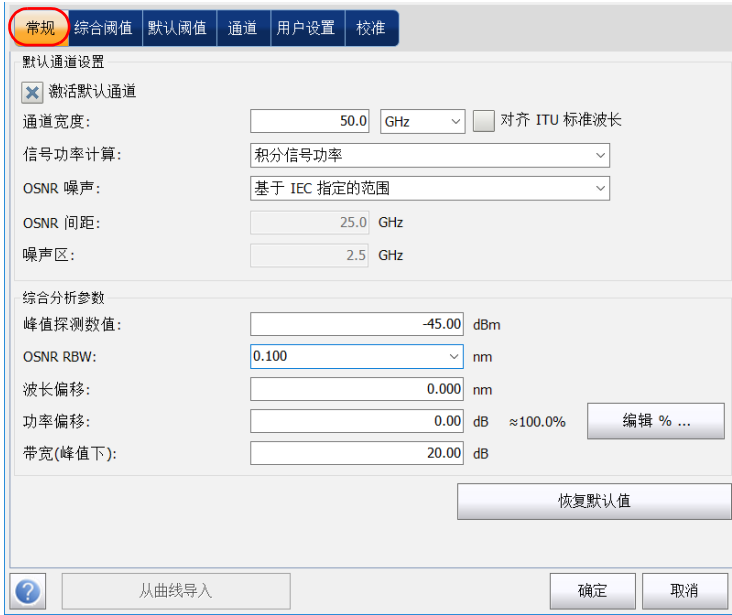 常规 综合阈值 默认阈值 通道 用户设置 校准
默认通道设置
激活默认通道
通道宽度: 50.0 GHz 对齐 ITU 标准波长
信号功率计算: 积分信号功率
OSNR 噪声: 基于 IEC 指定的范围
OSNR 间距: 25.0 GHz
噪声区: 2.5 GHz
综合分析参数
峰值探测数值: -45.00 dBm
OSNR RBW: 0.100 nm
波长偏移: 0.000 nm
功率偏移: 0.00 dB ≈100.0% 编辑 % ...
带宽(峰值下): 20.00 dB
恢复默认值
? 从曲线导入 确定 取消